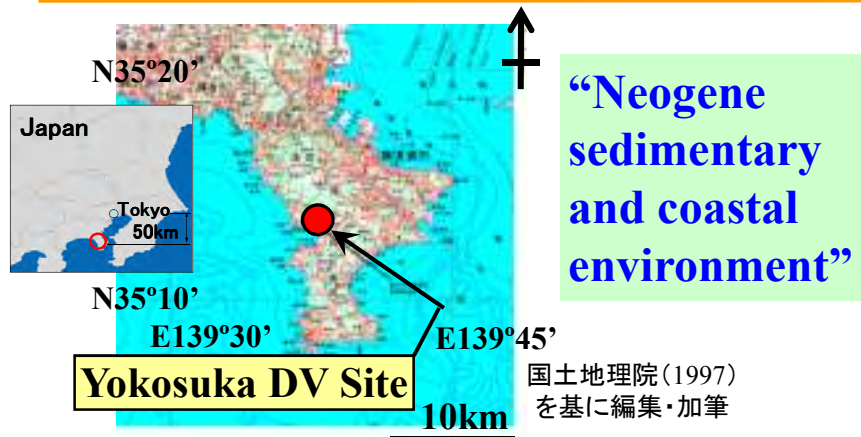 N35º20’
Japan
Tokyo
50km
N35º10’
E139º30’
E139º45’
Yokosuka DV Site
10km
“Neogene
sedimentary
and coastal
environment”
国土地理院(1997)
を基に編集・加筆